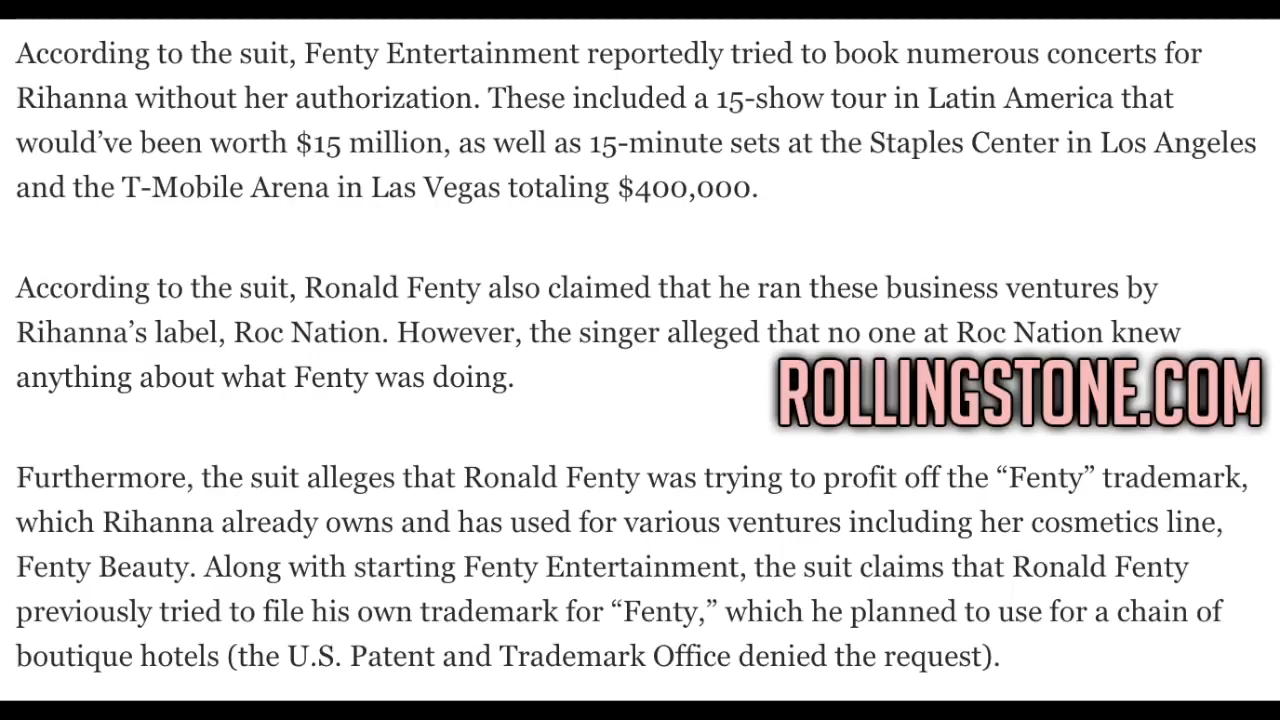 According to the suit, Fenty Entertainment reportedly tried to book numerous concerts for
Rihanna without her authorization. These included a 15-show tour in Latin America that
would’ve been worth $15 million, as well as 15-minute sets at the Staples Center in Los Angeles
and the T-Mobile Arena in Las Vegas totaling $400,000.
According to the suit, Ronald Fenty also claimed that he ran these business ventures by
Rihanna’s label, Roc Nation. However, the singer alleged that no one at Roc Nation knew
anything about what Fenty was doing.
ROLLINGSTONE.COM
Furthermore, the suit alleges that Ronald Fenty was trying to profit off the “Fenty” trademark,
which Rihanna already owns and has used for various ventures including her cosmetics line,
Fenty Beauty. Along with starting Fenty Entertainment, the suit claims that Ronald Fenty
previously tried to file his own trademark for “Fenty,” which he planned to use for a chain of
boutique hotels (the U.S. Patent and Trademark Office denied the request).